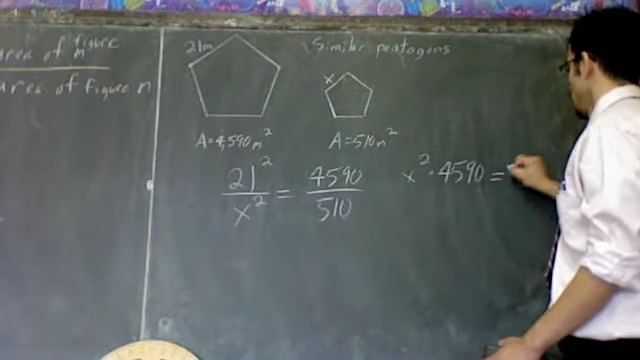 area of figure m
area of figure n
21m
Similar pentagons
x
A=4,590m²
A=510m²
21² / x² = 4590 / 510
x² · 4590 =